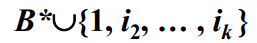 B*∪{1, i₂, … , iₖ}